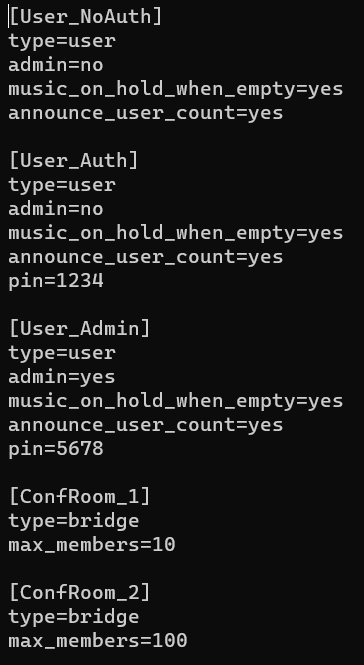 [User_NoAuth]
type=user
admin=no
music_on_hold_when_empty=yes
announce_user_count=yes

[User_Auth]
type=user
admin=no
music_on_hold_when_empty=yes
announce_user_count=yes
pin=1234

[User_Admin]
type=user
admin=yes
music_on_hold_when_empty=yes
announce_user_count=yes
pin=5678

[ConfRoom_1]
type=bridge
max_members=10

[ConfRoom_2]
type=bridge
max_members=100